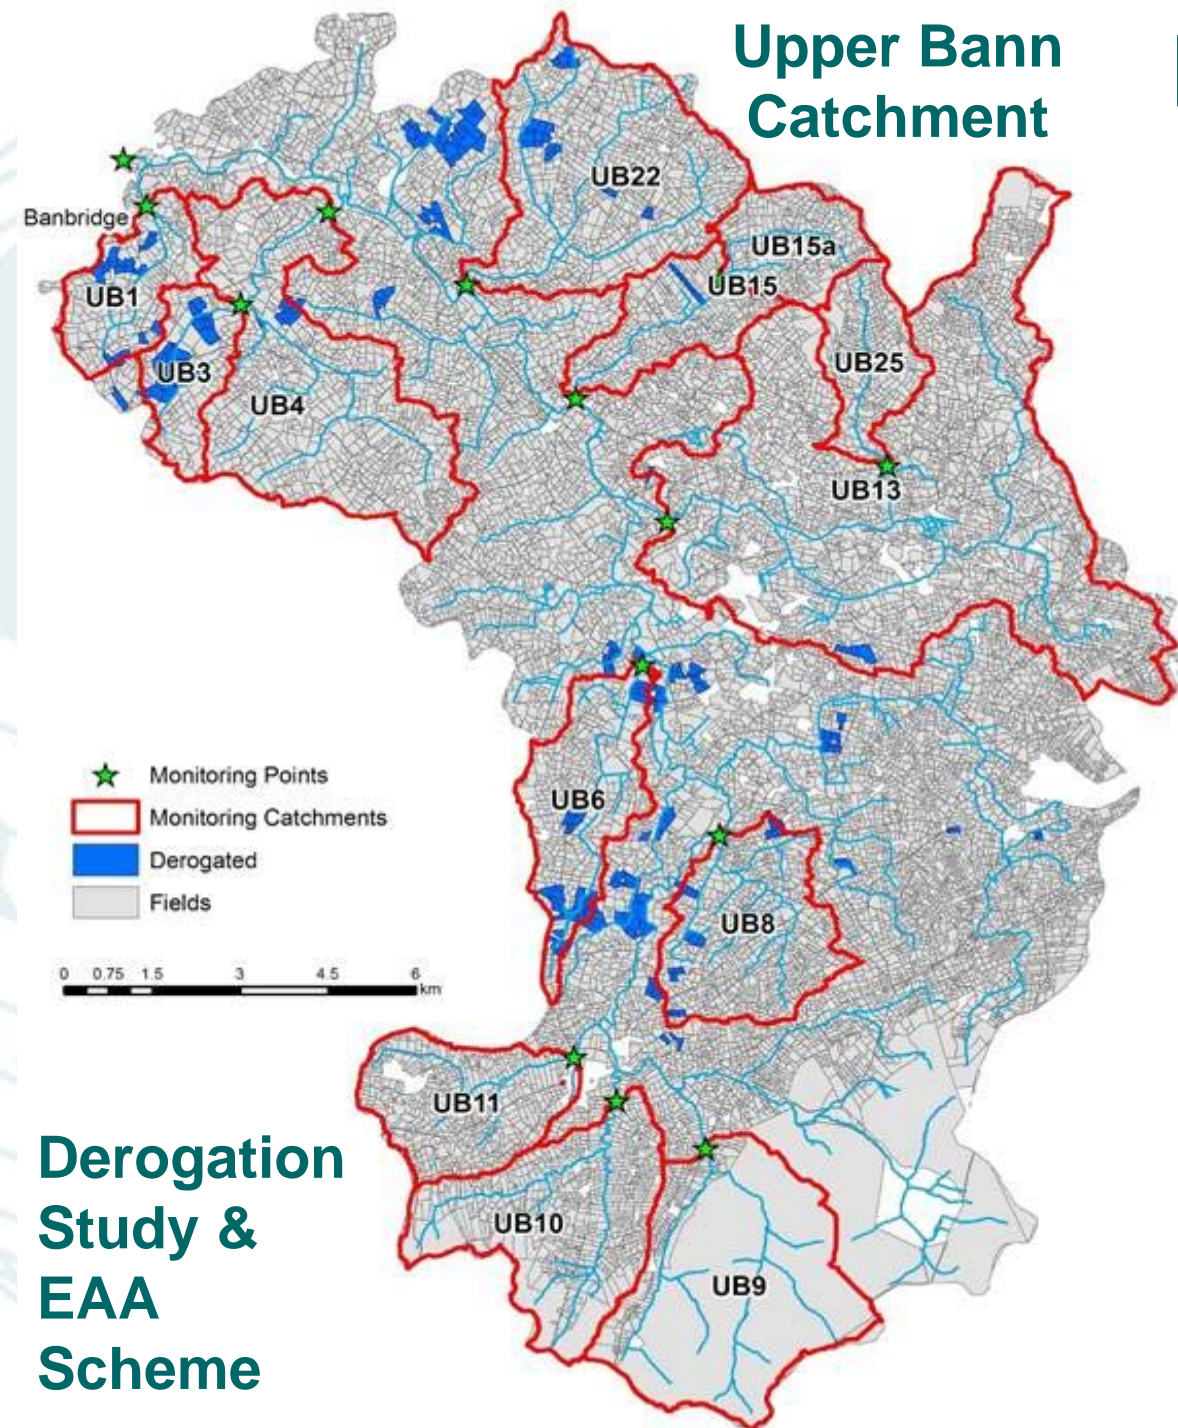 Upper Bann
Catchment
Banbridge
UB22
UB15a
UB15
UB1
UB25
UB3
UB4
UB13
Monitoring Points
Monitoring Catchments
Derogated
Fields
0 0.75 1.5 3 4.5 6
km
UB6
UB8
UB11
UB10
UB9
Derogation
Study &
EAA
Scheme